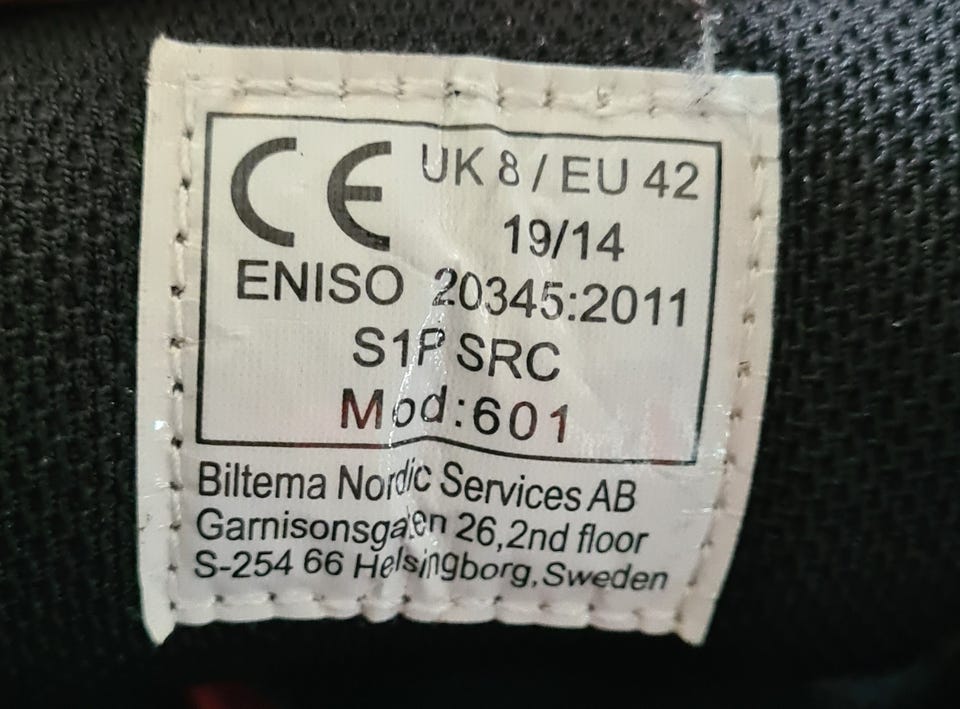 CE UK 8 / EU 42
19/14
ENISO 20345:2011
S1P SRC
Mod:601
Biltema Nordic Services AB
Garnisonsgaten 26,2nd floor
S-254 66 Helsingborg,Sweden